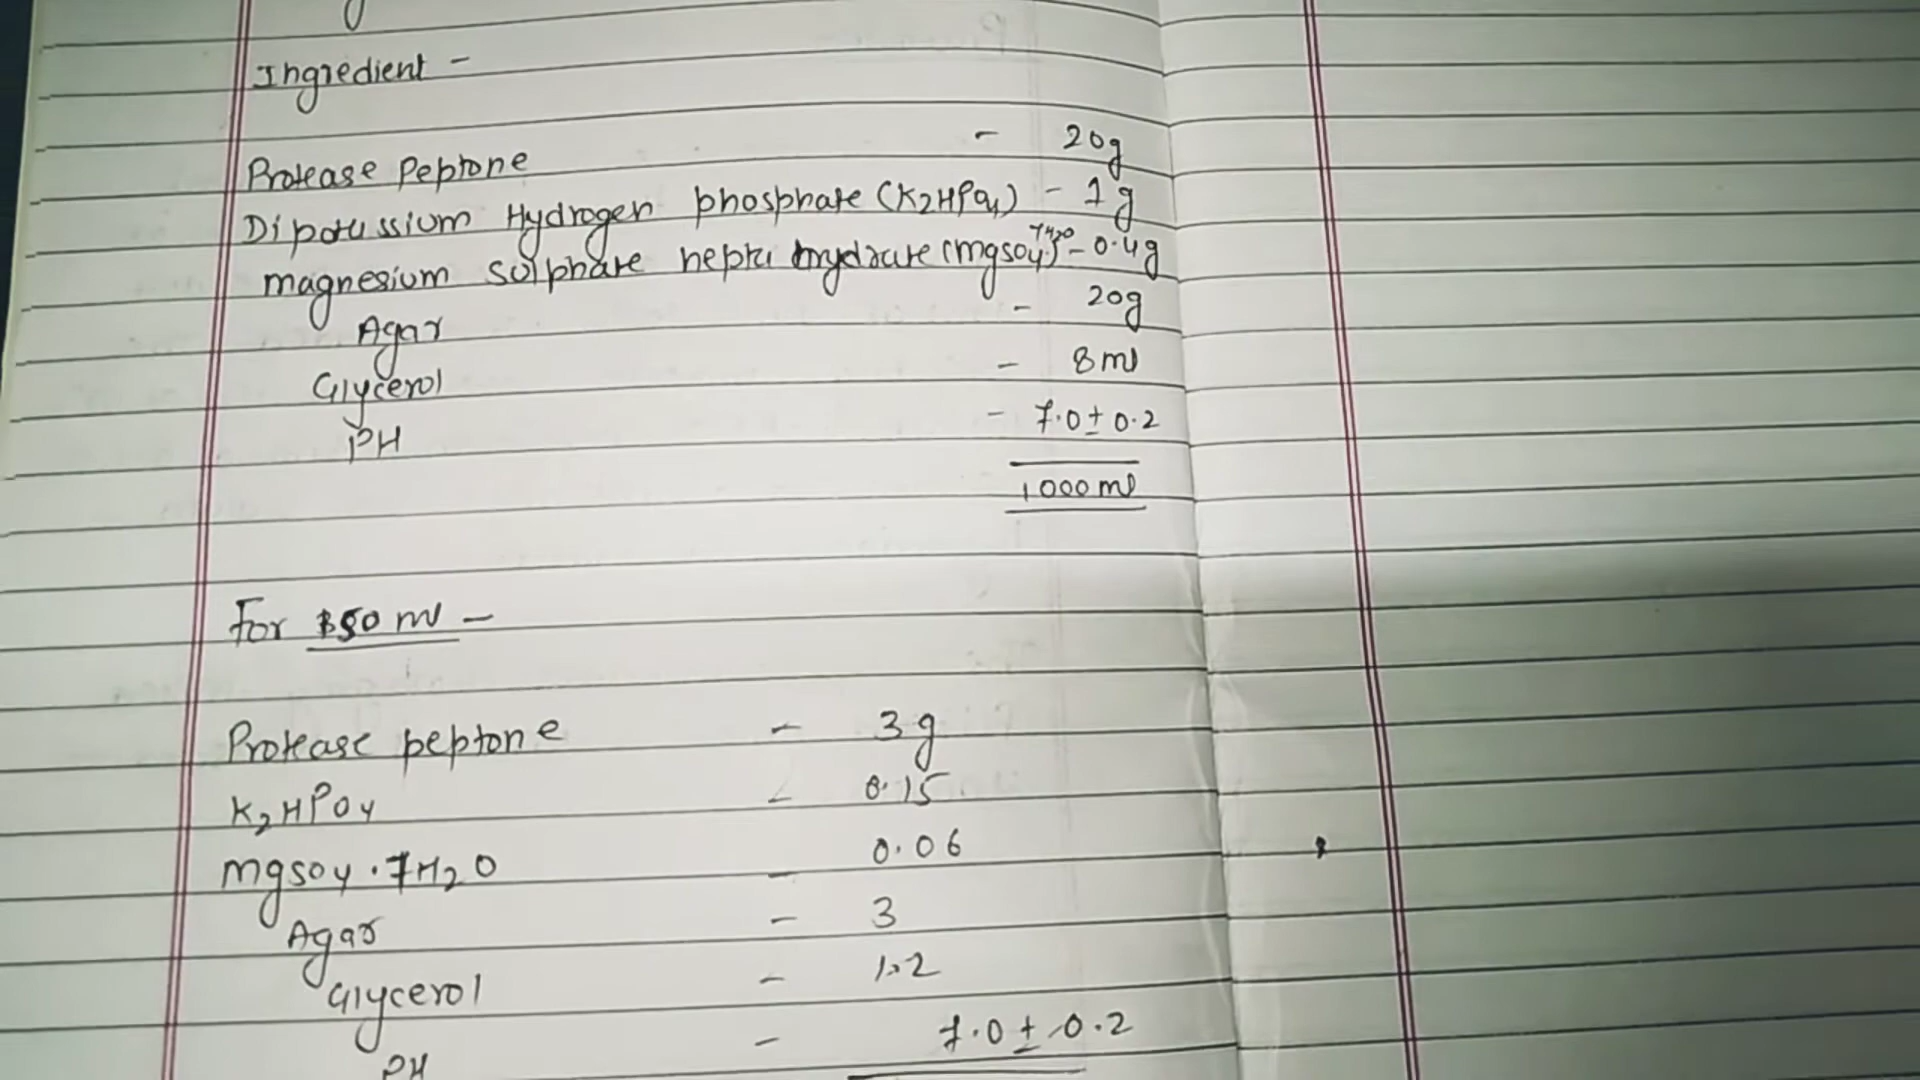 Ingredient -
Protease Peptone - 20g
Dipotassium Hydrogen phosphate (K2HPO4) - 1g
magnesium sulphate hepta hydrate (mgso4.7H2O) - 0.4g
Agar - 20g
Glycerol - 8ml
PH - 7.0 ± 0.2
1000 ml
For 150 ml -
Protease peptone - 3g
K2HPO4 - 0.15
mgso4.7H2O - 0.06
Agar - 3
Glycerol - 1.2
PH - 7.0 ± 0.2